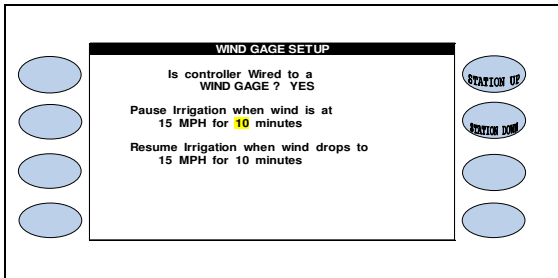 WIND GAGE SETUP
Is controller Wired to a
WIND GAGE ? YES
STATION UP
Pause Irrigation when wind is at
15 MPH for 10 minutes
STATION DOWN
Resume Irrigation when wind drops to
15 MPH for 10 minutes